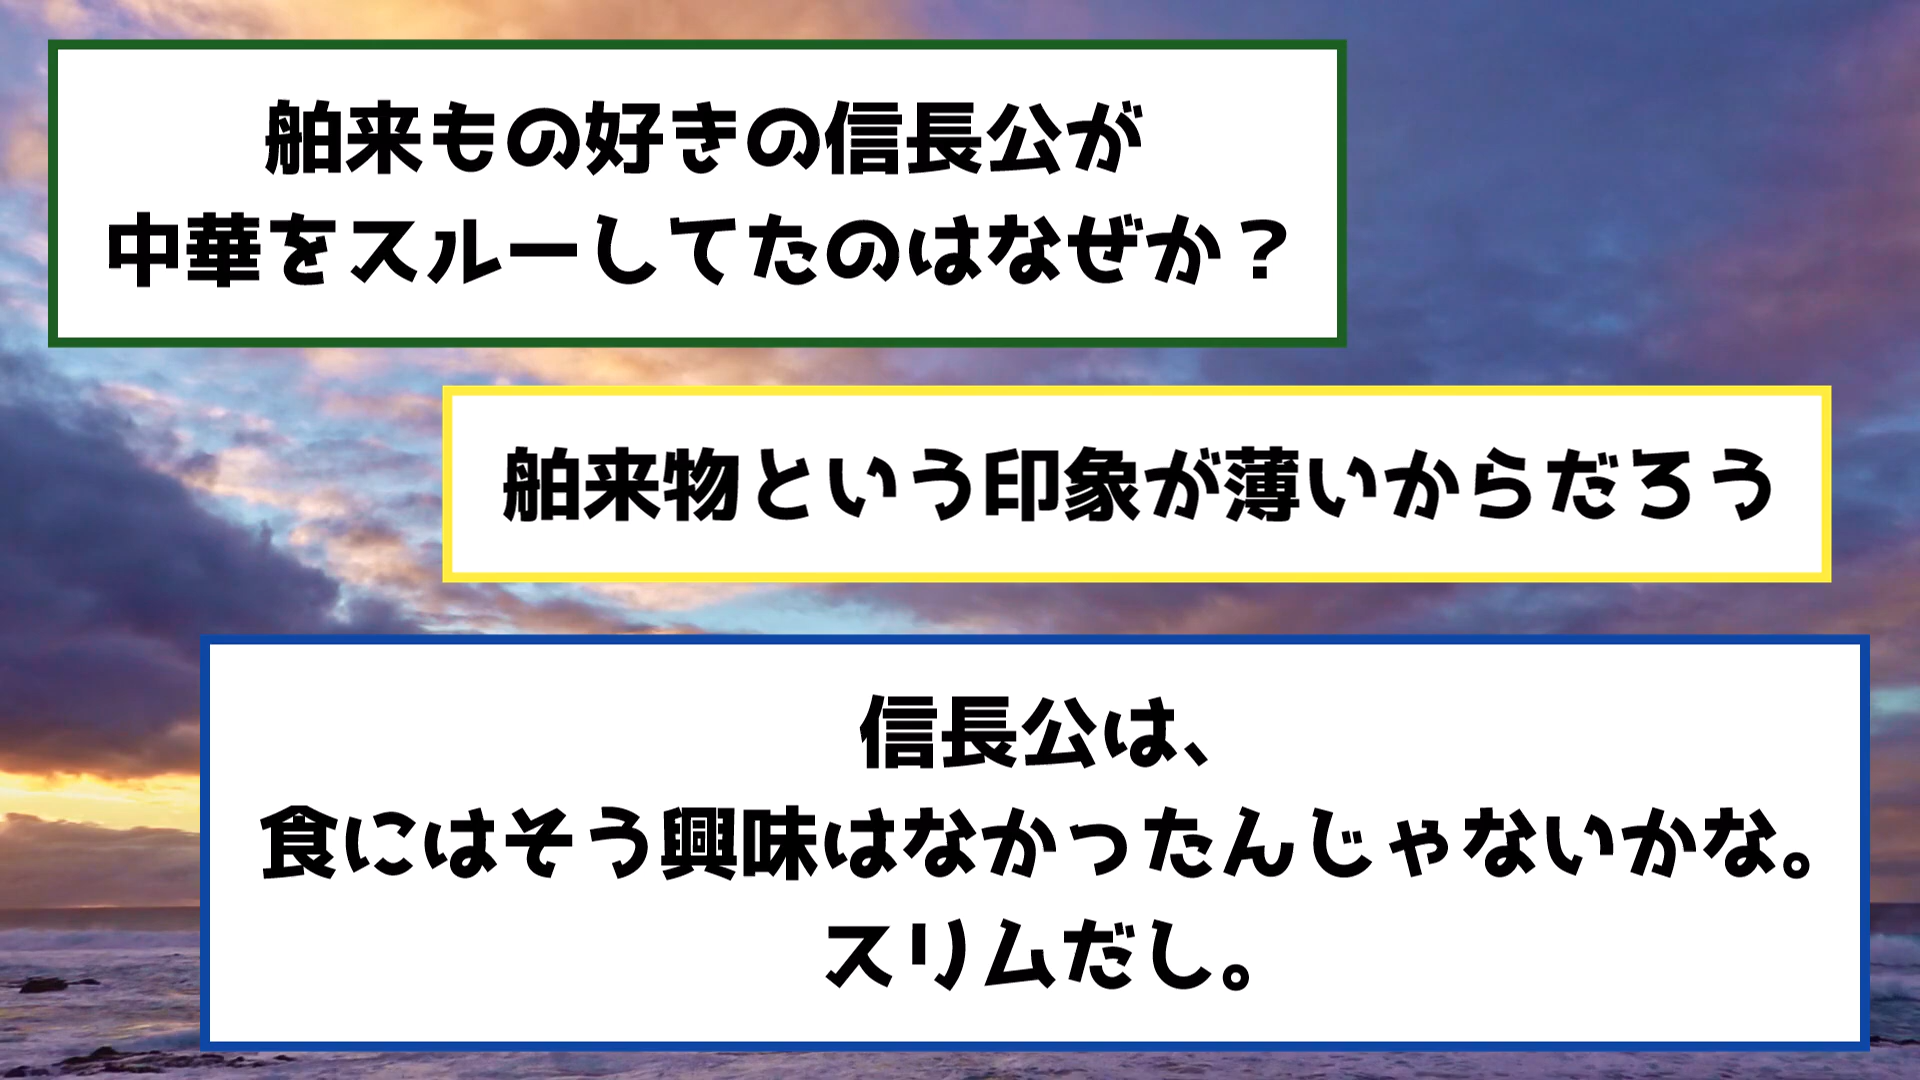 舶来もの好きの信長公が
中華をスルーしてたのはなぜか？
舶来物という印象が薄いからだろう
信長公は、
食にはそう興味はなかったんじゃないかな。
スリムだし。